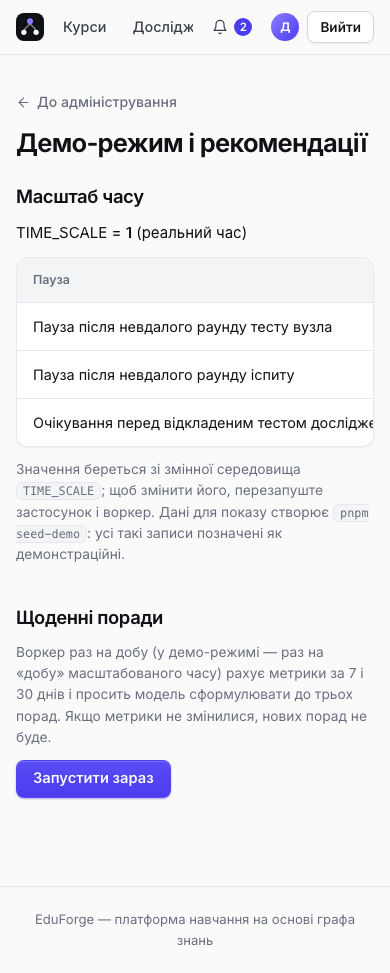 Курси Дослідж 2 Д Вийти
← До адміністрування
Демо-режим і рекомендації
Масштаб часу
TIME_SCALE = 1 (реальний час)
Пауза
Пауза після невдалого раунду тесту вузла
Пауза після невдалого раунду іспиту
Очікування перед відкладеним тестом дослідже
Значення береться зі змінної середовища
TIME_SCALE; щоб змінити його, перезапустіть
застосунок і воркер. Дані для показу створює pnpm
seed-demo: усі такі записи позначені як
демонстраційні.
Щоденні поради
Воркер раз на добу (у демо-режимі — раз на
«добу» масштабованого часу) рахує метрики за 7 і
30 днів і просить модель сформулювати до трьох
порад. Якщо метрики не змінилися, нових порад не
буде.
Запустити зараз
EduForge — платформа навчання на основі графа
знань